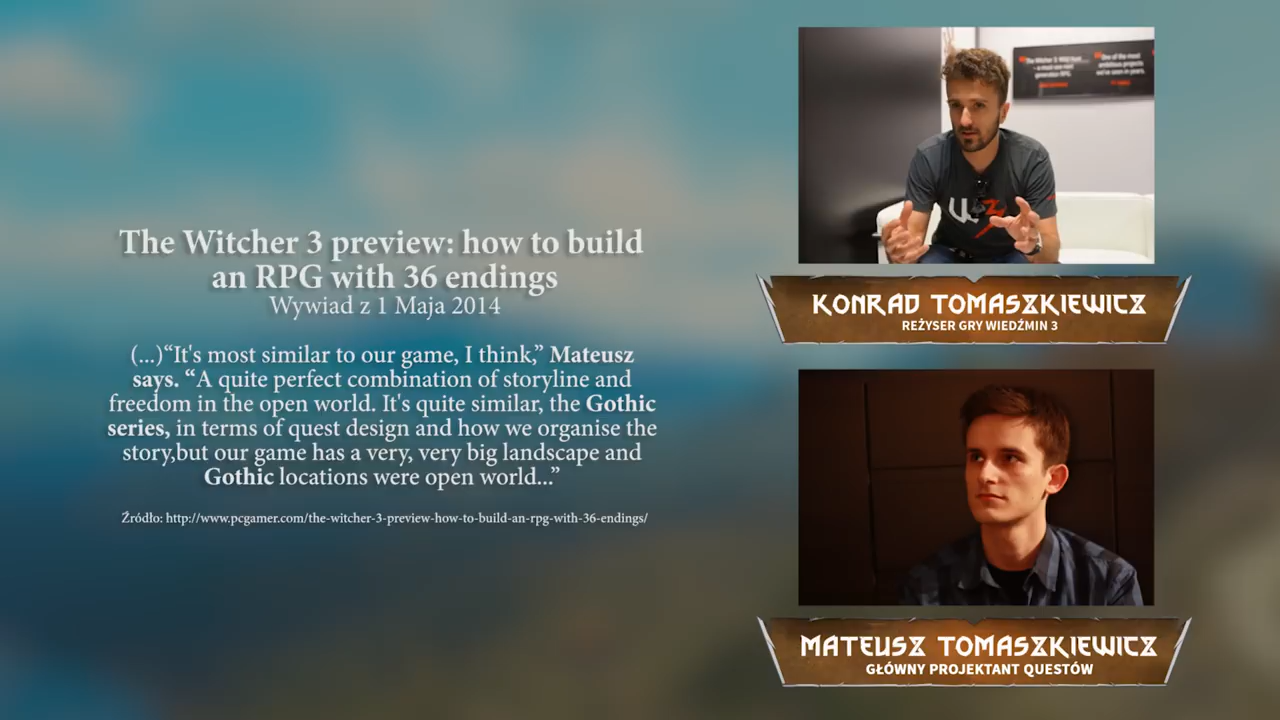 The Witcher 3 preview: how to build
an RPG with 36 endings
Wywiad z 1 Maja 2014
(...)“It's most similar to our game, I think,” Mateusz
says. “A quite perfect combination of storyline and
freedom in the open world. It's quite similar, the Gothic
series, in terms of quest design and how we organise the
story,but our game has a very, very big landscape and
Gothic locations were open world...”
Źródło: http://www.pcgamer.com/the-witcher-3-preview-how-to-build-an-rpg-with-36-endings/
KONRAD TOMASZKIEWICZ
REŻYSER GRY WIEDŹMIN 3
MATEUSZ TOMASZKIEWICZ
GŁÓWNY PROJEKTANT QUESTÓW